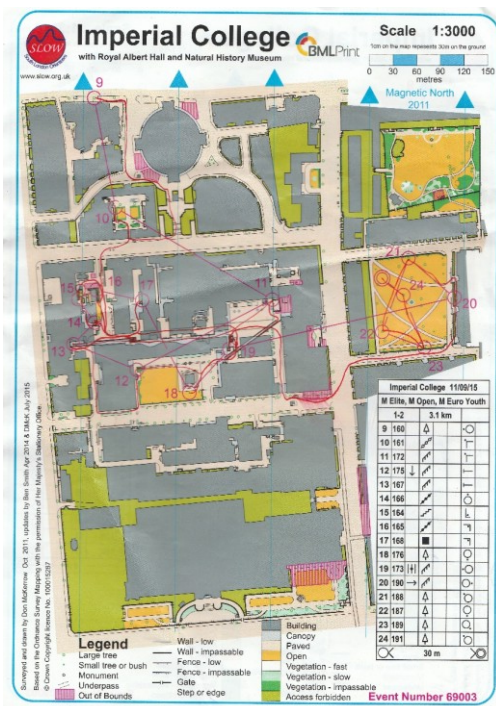 SLOW
South London Orienteers
www.slow.org.uk
Imperial College
with Royal Albert Hall and Natural History Museum
BMLPrint
Scale 1:3000
1cm on the map represents 30m on the ground
0 30 60 90 120 150
metres
Magnetic North
2011
9
10
11
12
13
14
15
16
17
18
19
20
21
22
23
24
Imperial College 11/09/15
M Elite, M Open, M Euro Youth
1-2 3.1 km
9 160
10 161
11 172
12 175
13 167
14 166
15 164
16 165
17 168
18 176
19 173
20 190
21 188
22 187
23 189
24 191
30 m
Surveyed and drawn by Don McKerrow Oct. 2011, updates by Ben Smith Apr 2014 & DMcK July 2015
Based on the Ordnance Survey Mapping with the permission of Her Majesty's Stationery Office
© Crown Copyright licence No. 100015287
Legend
Large tree
Small tree or bush
Monument
Underpass
Out of Bounds
Wall - low
Wall - impassable
Fence - low
Fence - impassable
Gate
Step or edge
Building
Canopy
Paved
Open
Vegetation - fast
Vegetation - slow
Vegetation - impassable
Access forbidden
Event Number 69003